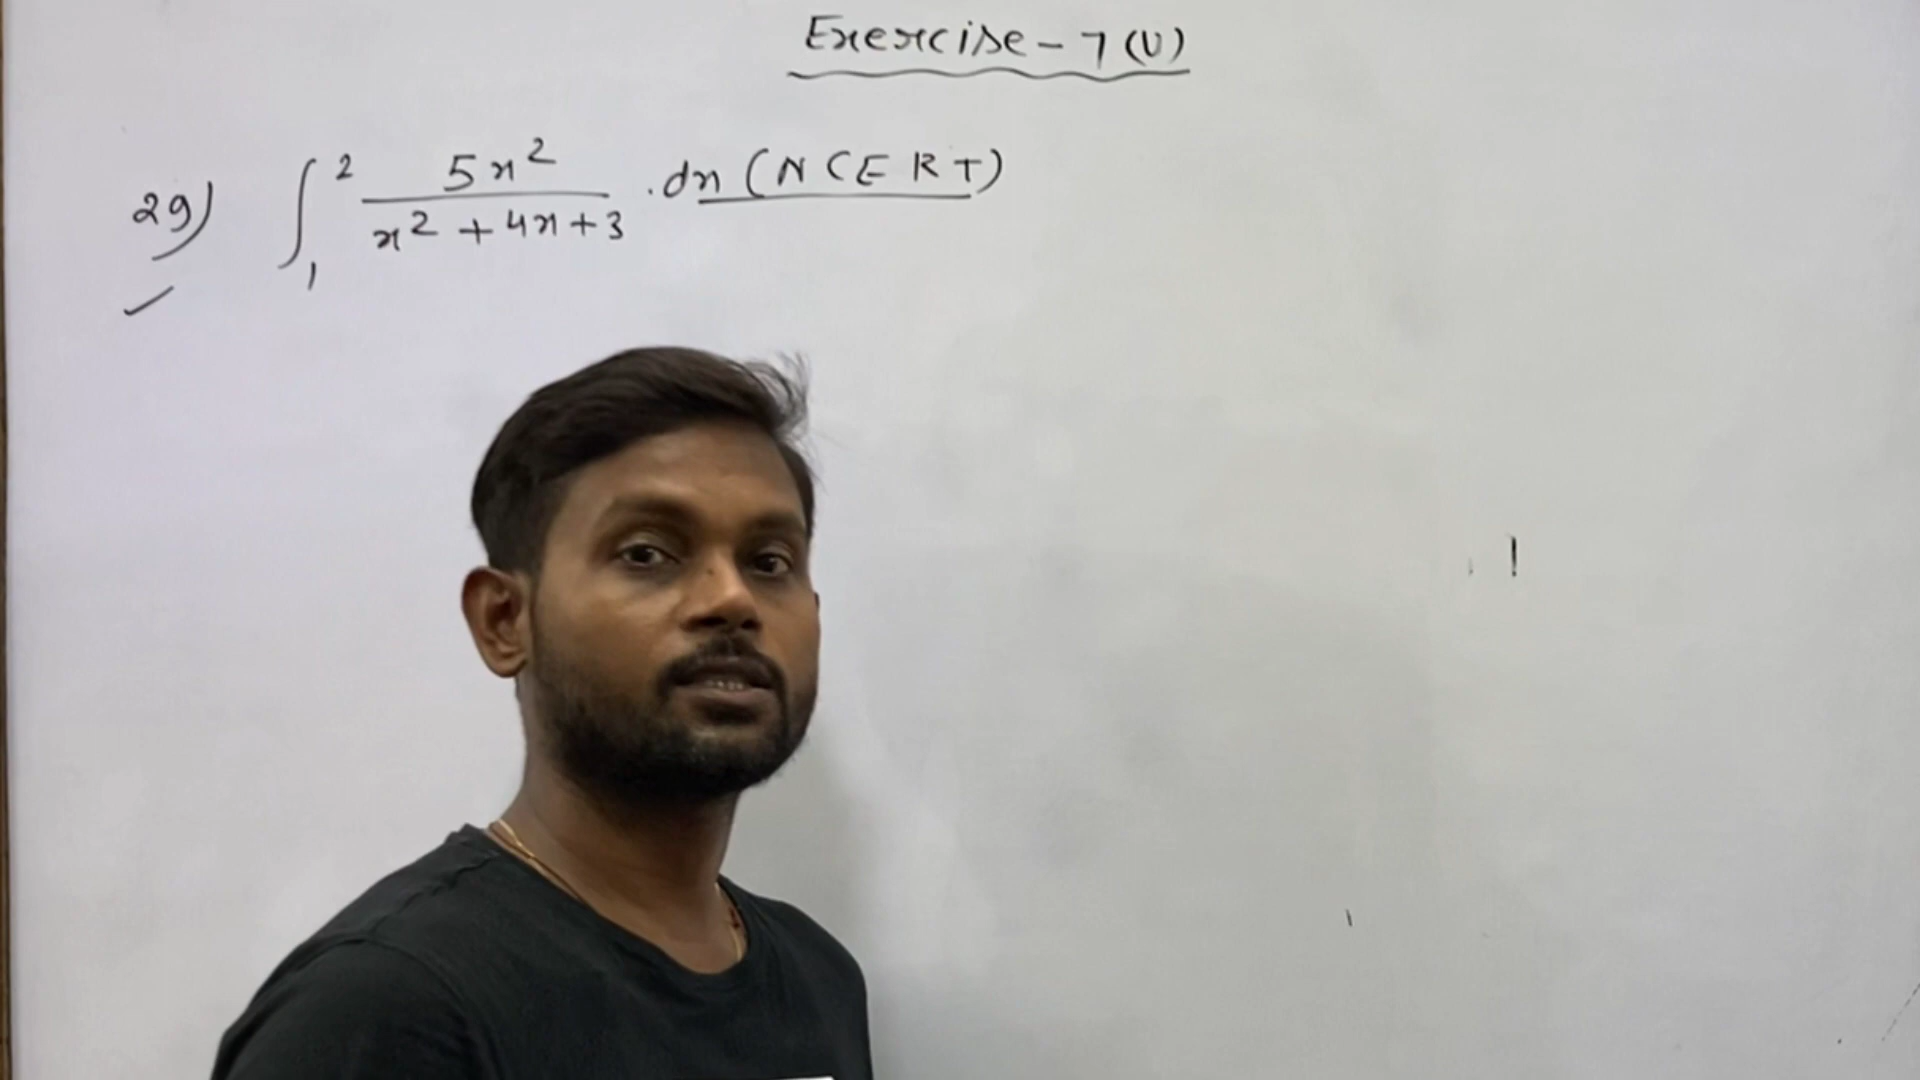 Exercise - 7 (U)
29) ∫₁² 5x² / (x² + 4x + 3) . dx (NCERT)